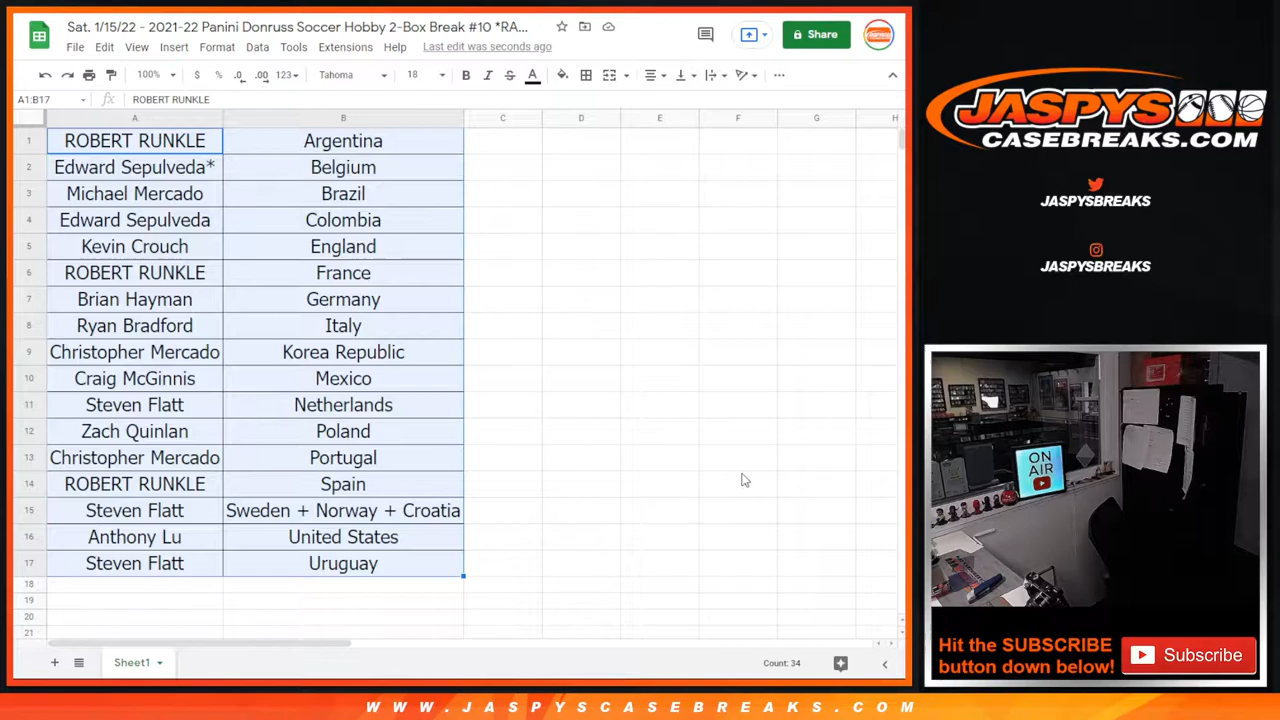 Sat. 1/15/22 - 2021-22 Panini Donruss Soccer Hobby 2-Box Break #10 *RA...
File Edit View Insert Format Data Tools Extensions Help Last edit was seconds ago
Share
100% $ % .0 .00 123 Tahoma 18 B I S A
A1:B17 fx ROBERT RUNKLE
A B C D E F G H
1 ROBERT RUNKLE Argentina
2 Edward Sepulveda* Belgium
3 Michael Mercado Brazil
4 Edward Sepulveda Colombia
5 Kevin Crouch England
6 ROBERT RUNKLE France
7 Brian Hayman Germany
8 Ryan Bradford Italy
9 Christopher Mercado Korea Republic
10 Craig McGinnis Mexico
11 Steven Flatt Netherlands
12 Zach Quinlan Poland
13 Christopher Mercado Portugal
14 ROBERT RUNKLE Spain
15 Steven Flatt Sweden + Norway + Croatia
16 Anthony Lu United States
17 Steven Flatt Uruguay
18
19
20
21
Sheet1 Count: 34
JASPYS
CASEBREAKS.COM
JASPYSBREAKS
JASPYSBREAKS
ON
AIR
Hit the SUBSCRIBE
button down below!
Subscribe
WWW.JASPYSCASEBREAKS.COM